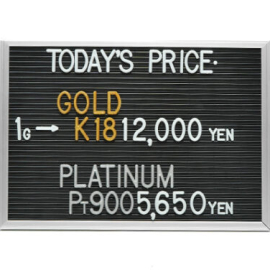 TODAY'S PRICE·
GOLD
1G → K18 12,000 YEN
PLATINUM
PT900 5,650 YEN